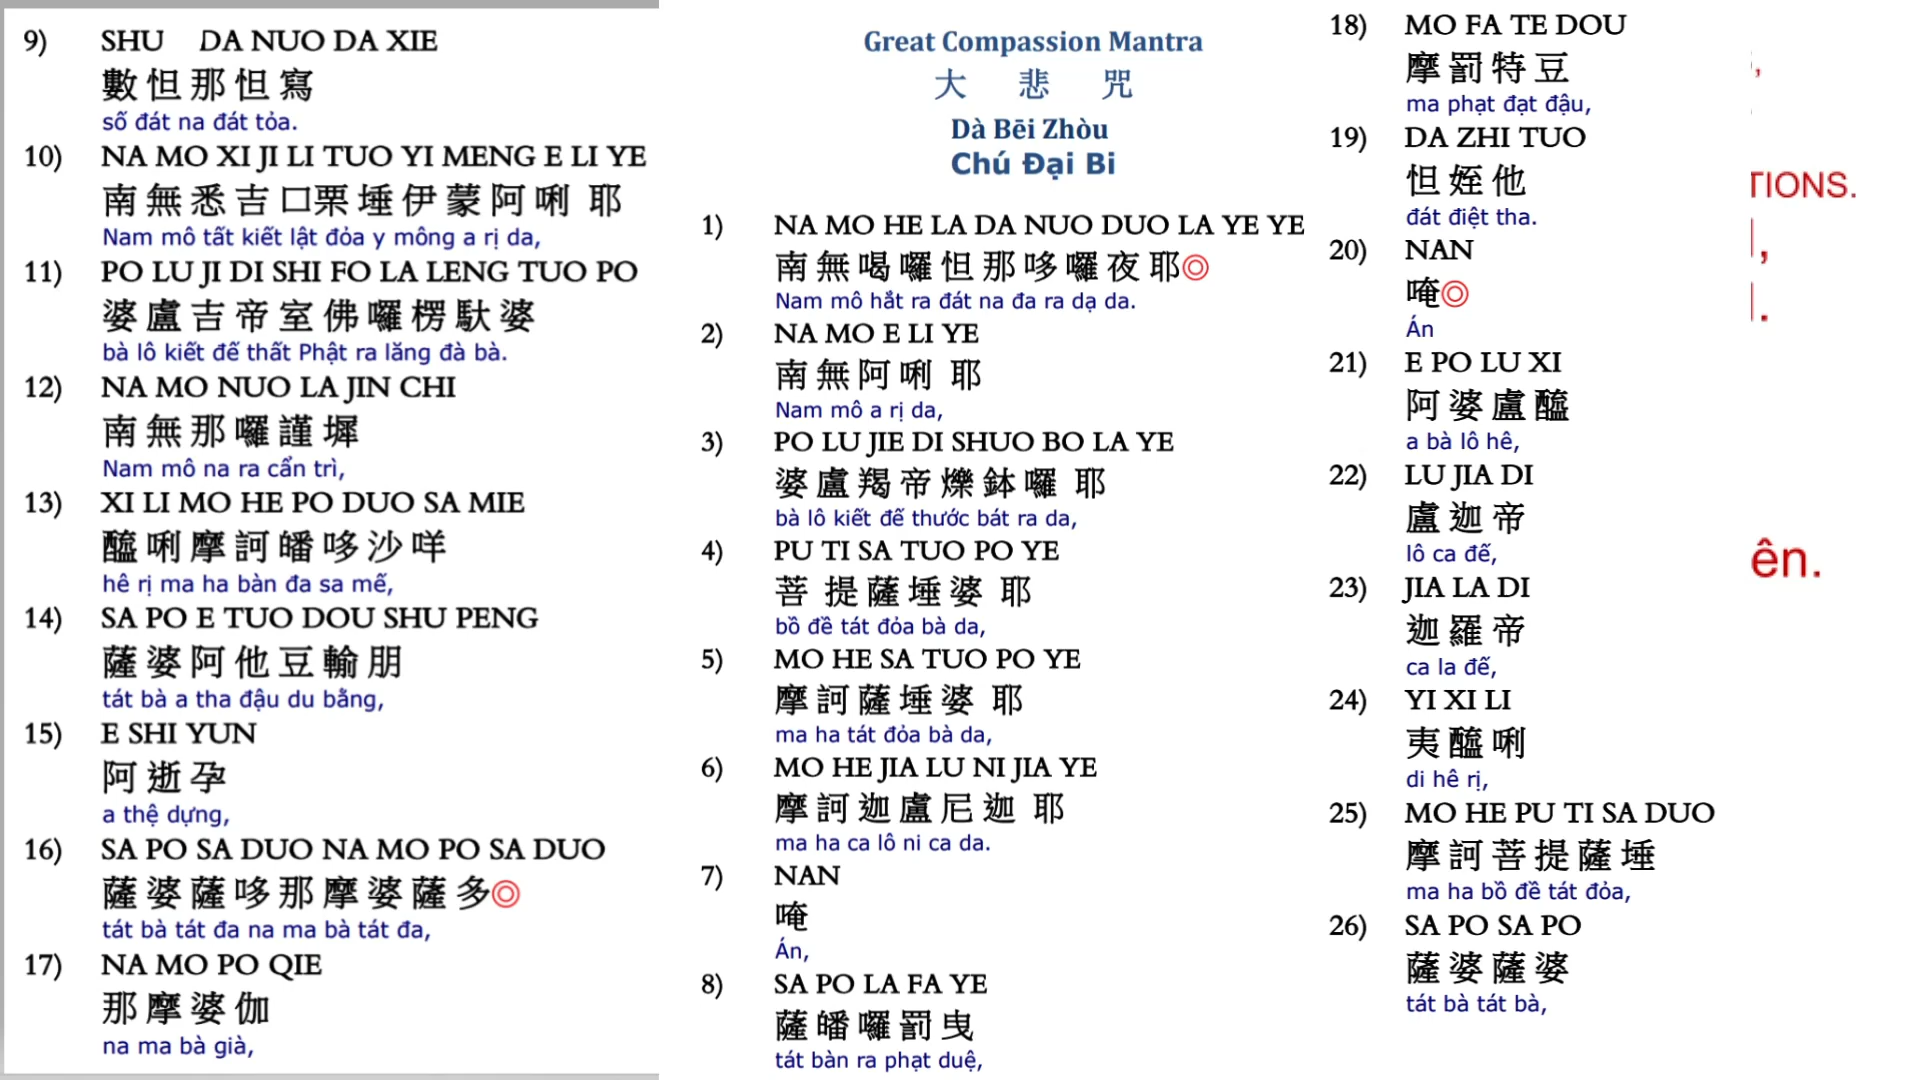 9) SHU DA NUO DA XIE
數 怛 那 怛 寫
số đát na đát tỏa.
10) NA MO XI JI LI TUO YI MENG E LI YE
南 無 悉 吉 口栗 埵 伊 蒙 阿 唎 耶
Nam mô tất kiết lật đỏa y mông a rị da,
11) PO LU JI DI SHI FO LA LENG TUO PO
婆 盧 吉 帝 室 佛 囉 楞 馱 婆
bà lô kiết đế thất Phật ra lăng đà bà.
12) NA MO NUO LA JIN CHI
南 無 那 囉 謹 墀
Nam mô na ra cẩn trì,
13) XI LI MO HE PO DUO SA MIE
醯 唎 摩 訶 皤 哆 沙 咩
hê rị ma ha bàn đa sa mế,
14) SA PO E TUO DOU SHU PENG
薩 婆 阿 他 豆 輸 朋
tát bà a tha đậu du bằng,
15) E SHI YUN
阿 逝 孕
a thệ dựng,
16) SA PO SA DUO NA MO PO SA DUO
薩 婆 薩 哆 那 摩 婆 薩 多◎
tát bà tát đa na ma bà tát đa,
17) NA MO PO QIE
那 摩 婆 伽
na ma bà già,
Great Compassion Mantra
大 悲 咒
Dà Bēi Zhòu
Chú Đại Bi
1) NA MO HE LA DA NUO DUO LA YE YE
南 無 喝 囉 怛 那 哆 囉 夜 耶◎
Nam mô hắt ra đát na đa ra dạ da.
2) NA MO E LI YE
南 無 阿 唎 耶
Nam mô a rị da,
3) PO LU JIE DI SHUO BO LA YE
婆 盧 羯 帝 爍 鉢 囉 耶
bà lô kiết đế thước bát ra da,
4) PU TI SA TUO PO YE
菩 提 薩 埵 婆 耶
bồ đề tát đỏa bà da,
5) MO HE SA TUO PO YE
摩 訶 薩 埵 婆 耶
ma ha tát đỏa bà da,
6) MO HE JIA LU NI JIA YE
摩 訶 迦 盧 尼 迦 耶
ma ha ca lô ni ca da.
7) NAN
唵
Án,
8) SA PO LA FA YE
薩 皤 囉 罰 曳
tát bàn ra phạt duệ,
18) MO FA TE DOU
摩 罰 特 豆
ma phạt đạt đậu,
19) DA ZHI TUO
怛 姪 他
đát điệt tha.
20) NAN
唵◎
Án
21) E PO LU XI
阿 婆 盧 醯
a bà lô hê,
22) LU JIA DI
盧 迦 帝
lô ca đế,
23) JIA LA DI
迦 羅 帝
ca la đế,
24) YI XI LI
夷 醯 唎
di hê rị,
25) MO HE PU TI SA DUO
摩 訶 菩 提 薩 埵
ma ha bồ đề tát đỏa,
26) SA PO SA PO
薩 婆 薩 婆
tát bà tát bà,
TIONS.
ên.